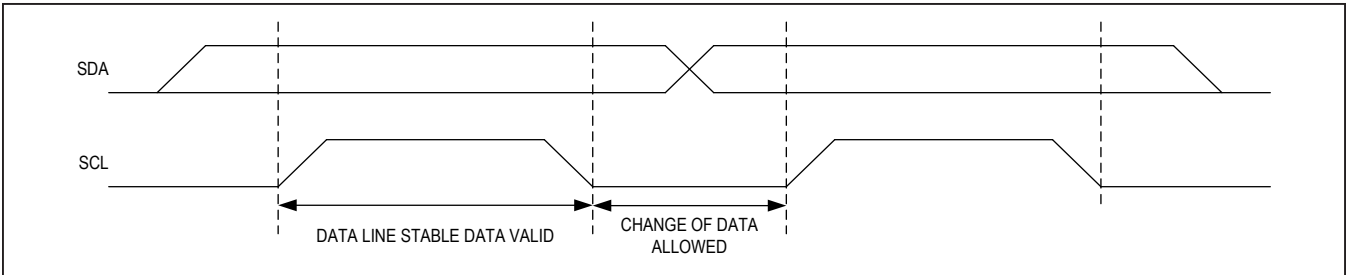 SDA
SCL
DATA LINE STABLE DATA VALID
CHANGE OF DATA
ALLOWED